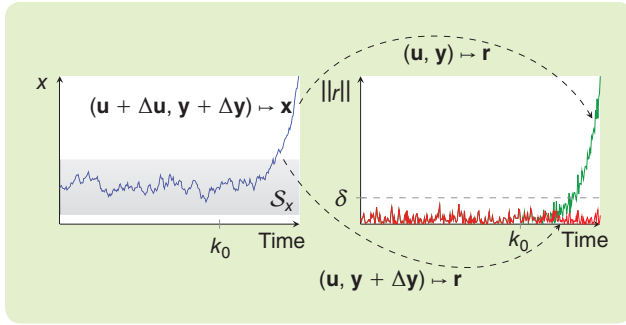 (u, y) ↦ r
x
||r||
(u + Δu, y + Δy) ↦ x
𝒮ₓ
δ
k₀
Time
k₀
Time
(u, y + Δy) ↦ r